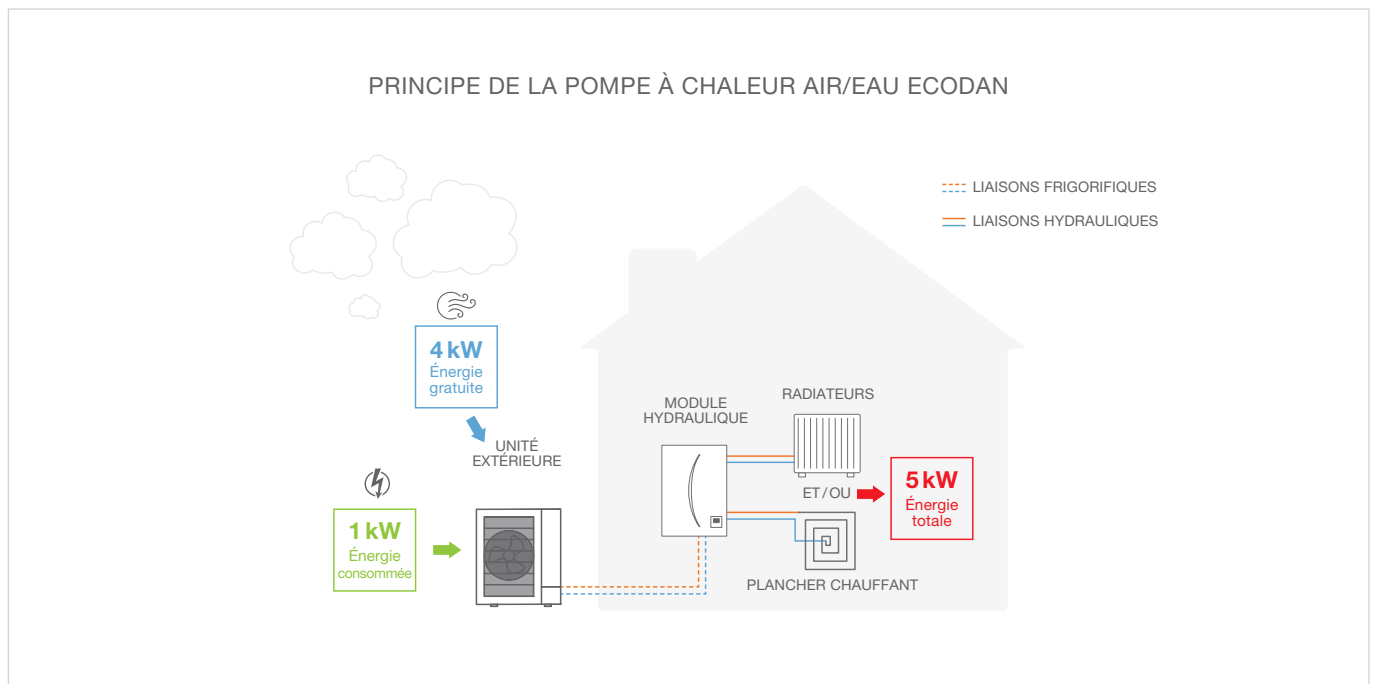 PRINCIPE DE LA POMPE À CHALEUR AIR/EAU ECODAN
LIAISONS FRIGORIFIQUES
LIAISONS HYDRAULIQUES
4 kW
Énergie
gratuite
UNITÉ
EXTÉRIEURE
1 kW
Énergie
consommée
MODULE
HYDRAULIQUE
RADIATEURS
ET/OU
PLANCHER CHAUFFANT
5 kW
Énergie
totale